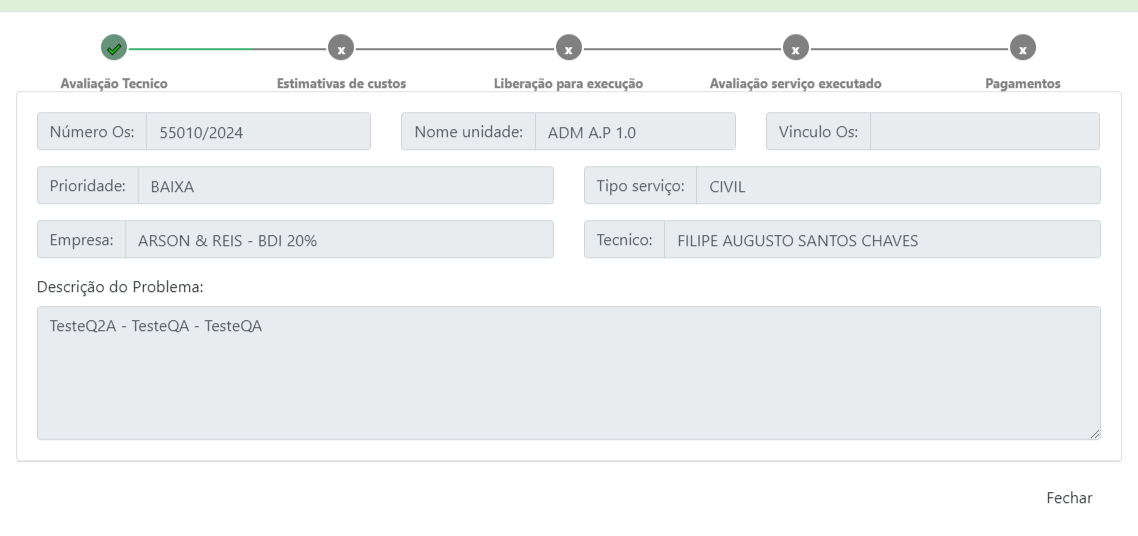 x x x x
Avaliação Tecnico Estimativas de custos Liberação para execução Avaliação serviço executado Pagamentos
Número Os: 55010/2024 Nome unidade: ADM A.P 1.0 Vinculo Os:
Prioridade: BAIXA Tipo serviço: CIVIL
Empresa: ARSON & REIS - BDI 20% Tecnico: FILIPE AUGUSTO SANTOS CHAVES
Descrição do Problema:
TesteQ2A - TesteQA - TesteQA
Fechar